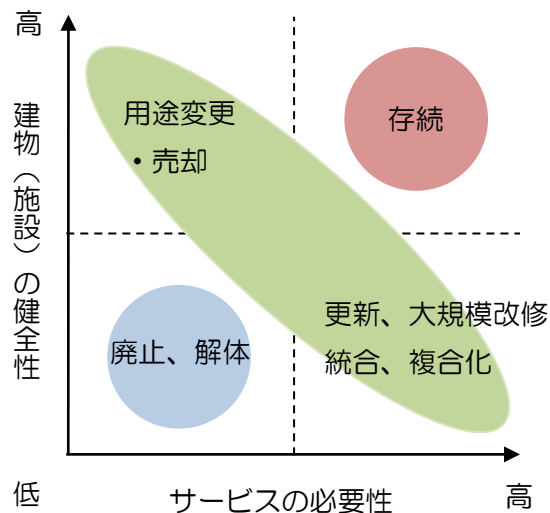 高
建物（施設）の健全性
用途変更
・売却
存続
廃止、解体
更新、大規模改修
統合、複合化
低
サービスの必要性
高